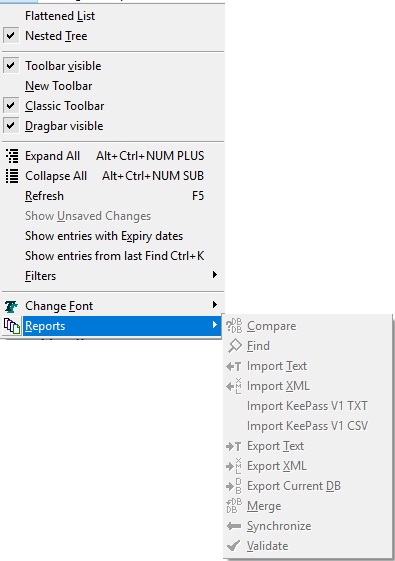 Flattened List
Nested Tree
Toolbar visible
New Toolbar
Classic Toolbar
Dragbar visible
Expand All Alt+Ctrl+NUM PLUS
Collapse All Alt+Ctrl+NUM SUB
Refresh F5
Show Unsaved Changes
Show entries with Expiry dates
Show entries from last Find Ctrl+K
Filters
Change Font
Reports
Compare
Find
Import Text
Import XML
Import KeePass V1 TXT
Import KeePass V1 CSV
Export Text
Export XML
Export Current DB
Merge
Synchronize
Validate